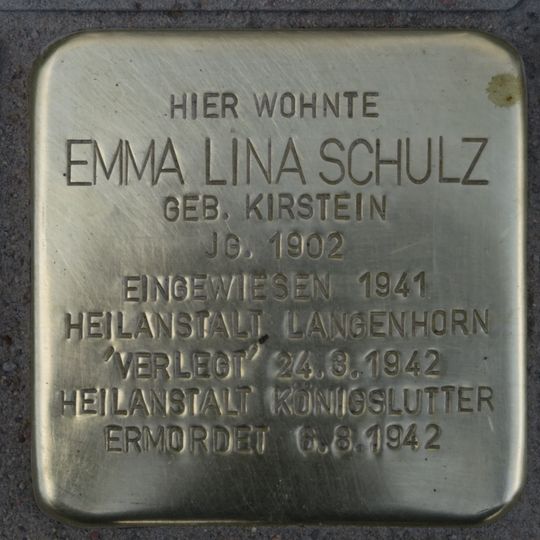 HIER WOHNTE
EMMA LINA SCHULZ
GEB. KIRSTEIN
JG. 1902
EINGEWIESEN 1941
HEILANSTALT LANGENHORN
'VERLEGT' 24.3.1942
HEILANSTALT KÖNIGSLUTTER
ERMORDET 6.8.1942